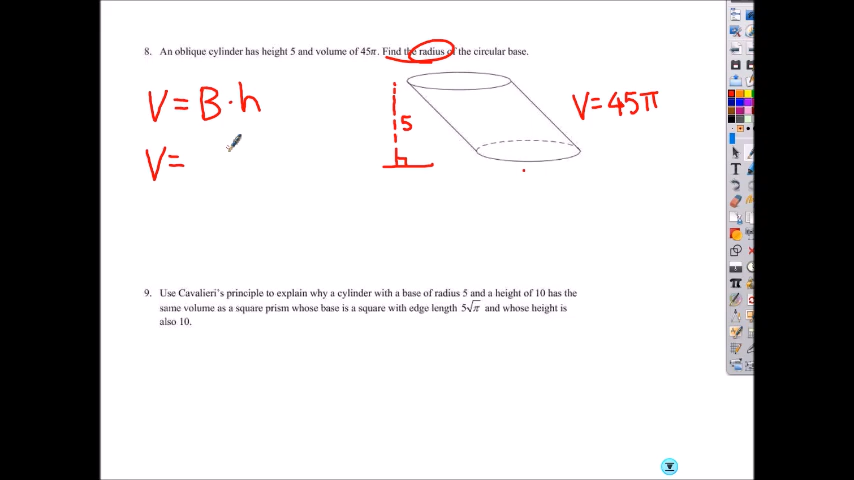 8. An oblique cylinder has height 5 and volume of 45π. Find the radius of the circular base.
V = B · h
5
V = 45π
V =
9. Use Cavalieri's principle to explain why a cylinder with a base of radius 5 and a height of 10 has the
same volume as a square prism whose base is a square with edge length 5√π and whose height is
also 10.